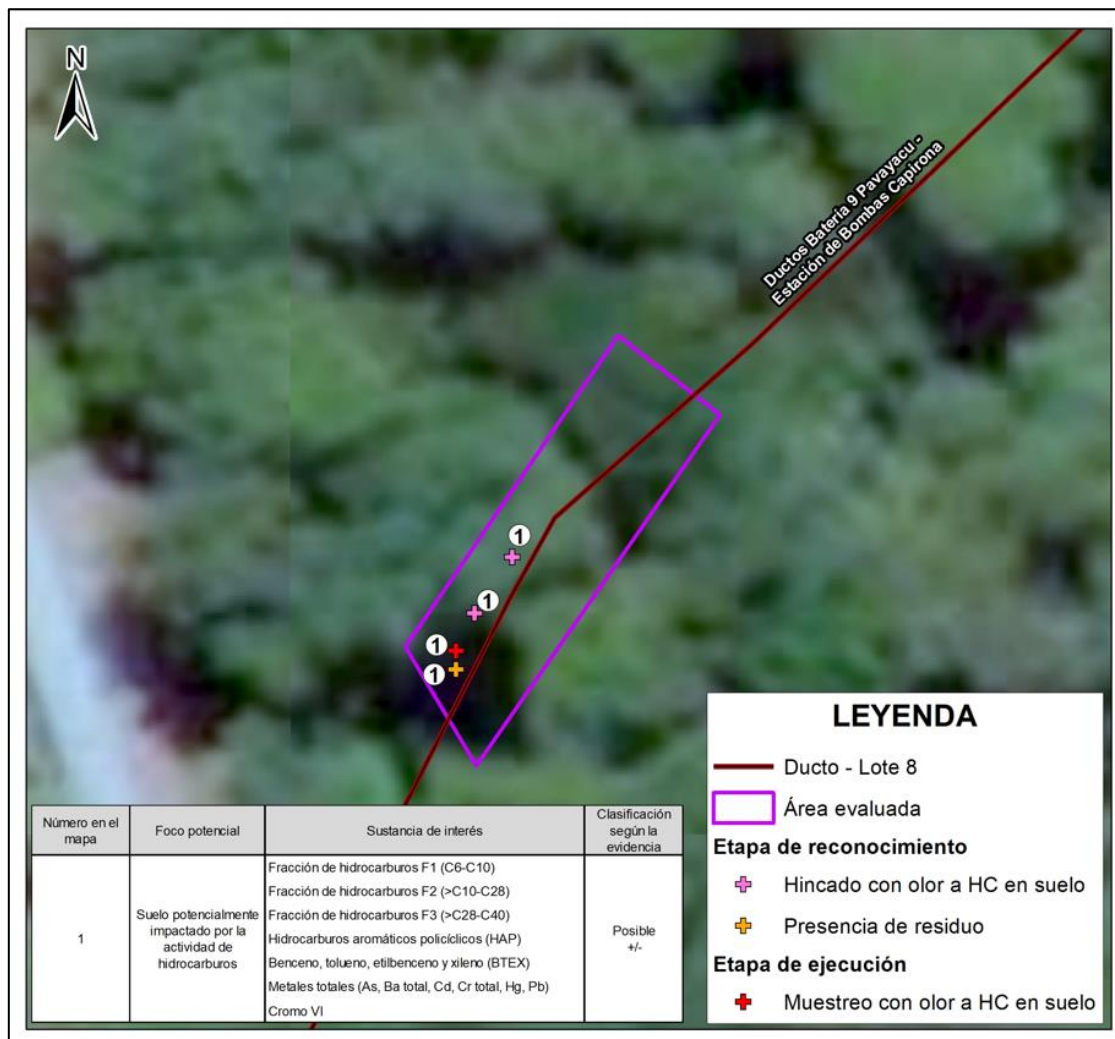 N
Ductos Batería 9 Pavayacu -
Estación de Bombas Capirona
1
1
1
1
LEYENDA
Ducto - Lote 8
Área evaluada
Etapa de reconocimiento
Hincado con olor a HC en suelo
Presencia de residuo
Etapa de ejecución
Muestreo con olor a HC en suelo
Número en el
mapa
Foco potencial
Sustancia de interés
Clasificación
según la
evidencia
1
Suelo potencialmente
impactado por la
actividad de
hidrocarburos
Fracción de hidrocarburos F1 (C6-C10)
Fracción de hidrocarburos F2 (>C10-C28)
Fracción de hidrocarburos F3 (>C28-C40)
Hidrocarburos aromáticos policíclicos (HAP)
Benceno, tolueno, etilbenceno y xileno (BTEX)
Metales totales (As, Ba total, Cd, Cr total, Hg, Pb)
Cromo VI
Posible
+/-